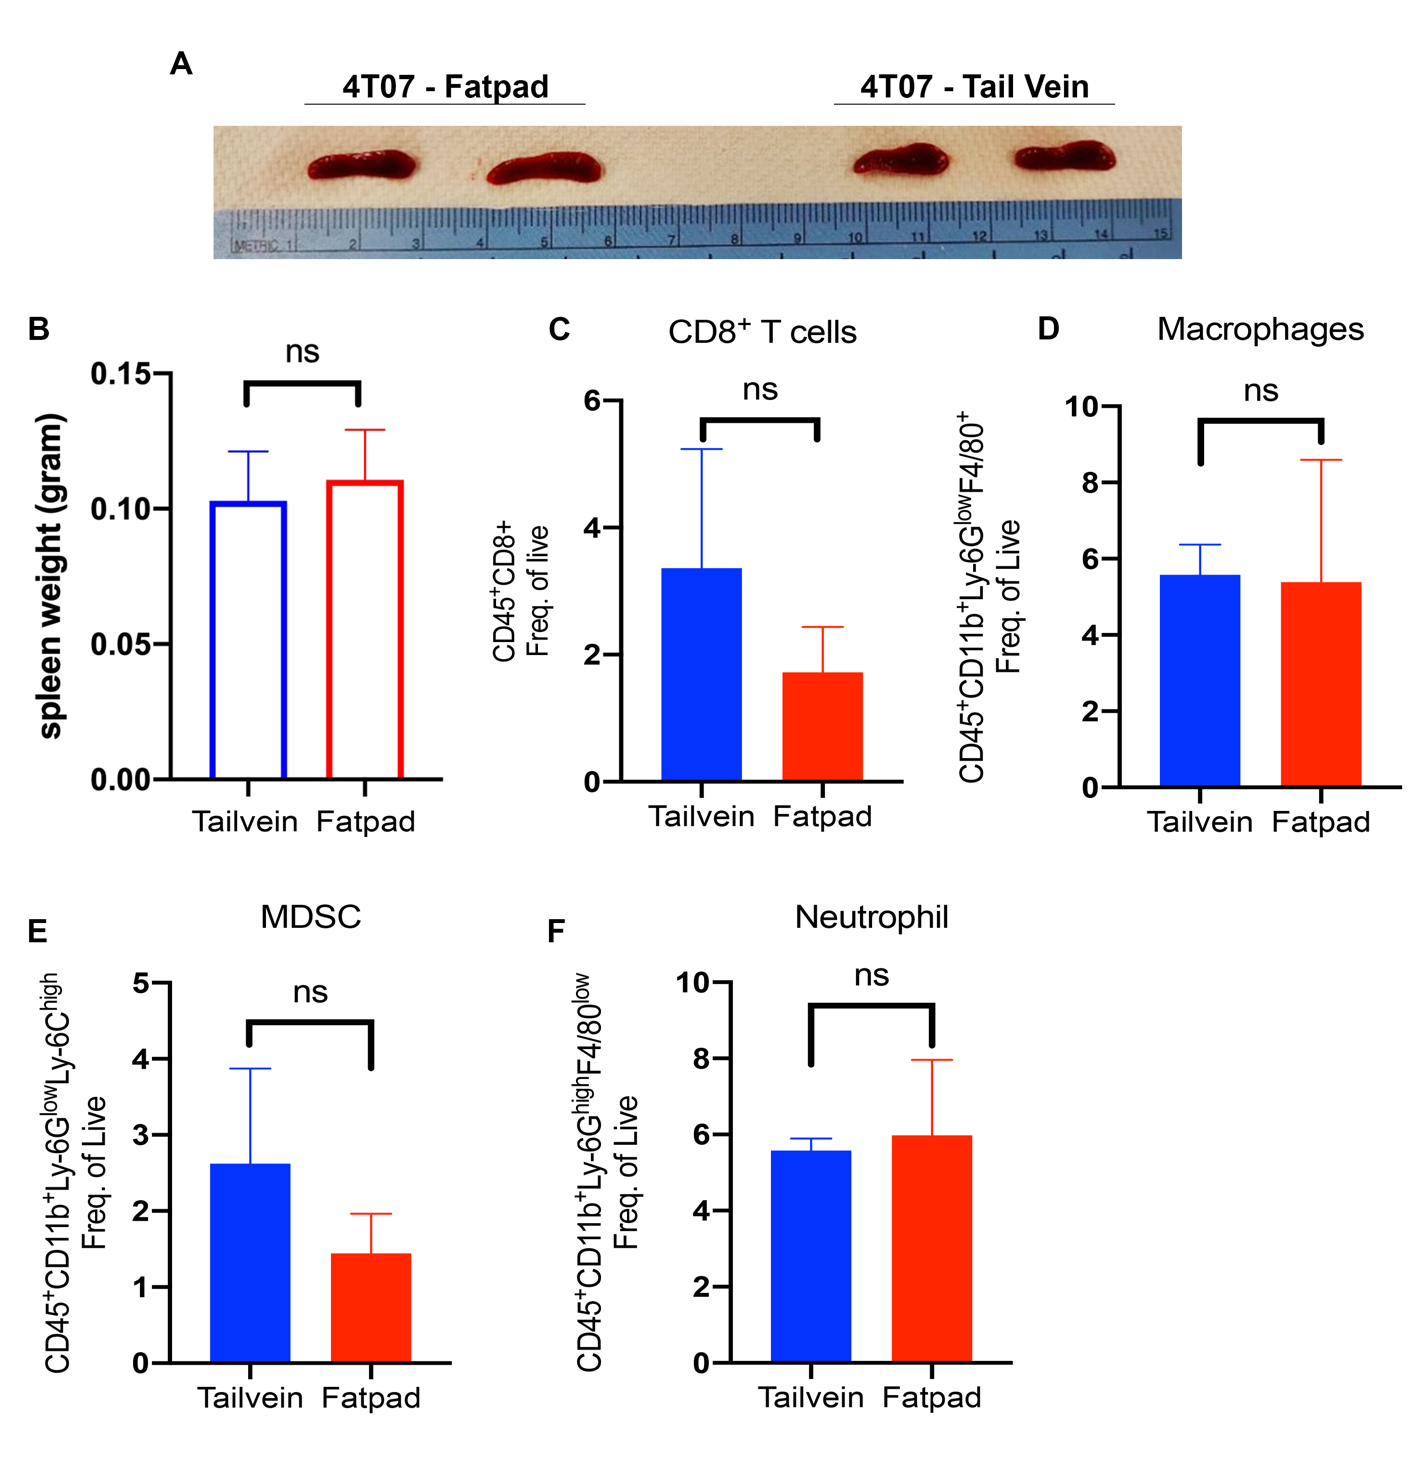 A
4T07 - Fatpad
4T07 - Tail Vein
METRIC 1 2 3 4 5 6 7 8 9 10 11 12 13 14 15
B
ns
0.15
0.10
0.05
0.00
spleen weight (gram)
Tailvein Fatpad
C
CD8⁺ T cells
ns
6
4
2
0
CD45⁺CD8+
Freq. of live
Tailvein Fatpad
D
Macrophages
ns
10
8
6
4
2
0
CD45⁺CD11b⁺Ly-6GˡᵒʷF4/80⁺
Freq. of Live
Tailvein Fatpad
E
MDSC
ns
5
4
3
2
1
0
CD45⁺CD11b⁺Ly-6GˡᵒʷLy-6Cʰⁱᵍʰ
Freq. of Live
Tailvein Fatpad
F
Neutrophil
ns
10
8
6
4
2
0
CD45⁺CD11b⁺Ly-6GʰⁱᵍʰF4/80ˡᵒʷ
Freq. of Live
Tailvein Fatpad